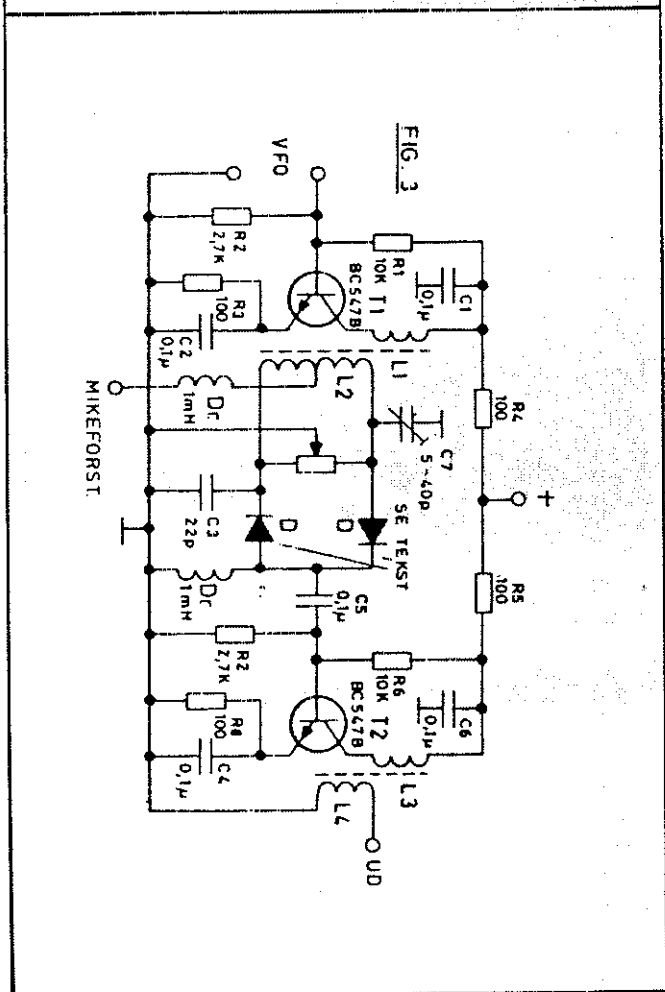 FIG. 3
VFO
R1
10K
C1
0,1µ
T1
BC547B
R2
2,7K
R3
100
C2
0,1µ
L1
L2
Dr
1mH
MIKEFORST.
R4
100
+
R5
100
C7
5-40p
SE TEKST
D
D
C3
22p
Dr
1mH
C5
0,1µ
R6
10K
C6
0,1µ
T2
BC547B
R2
2,7K
R8
100
C4
0,1µ
L3
L4
UD